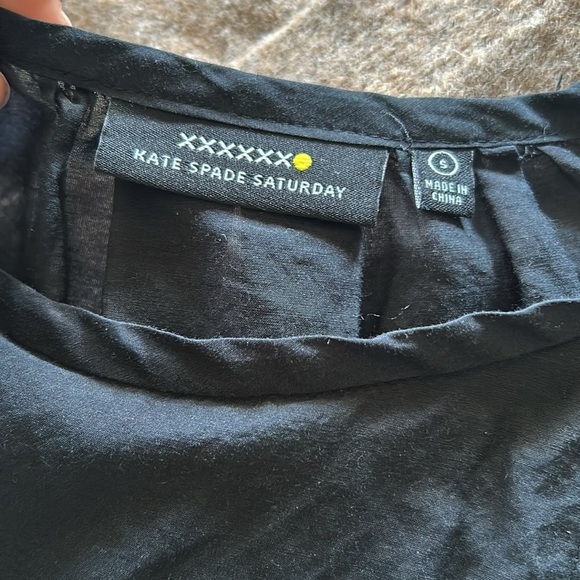 XXXXXX
KATE SPADE SATURDAY
S
MADE IN
CHINA